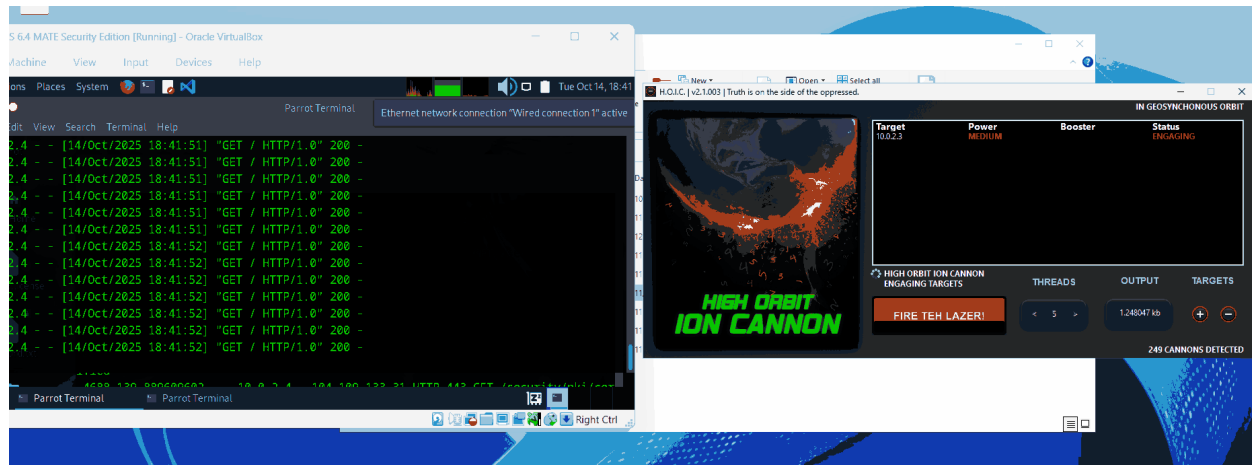 S 6.4 MATE Security Edition [Running] - Oracle VirtualBox
Machine View Input Devices Help
ons Places System
Tue Oct 14, 18:41
Parrot Terminal
Ethernet network connection "Wired connection 1" active
Edit View Search Terminal Help
2.4 - - [14/Oct/2025 18:41:51] "GET / HTTP/1.0" 200 -
2.4 - - [14/Oct/2025 18:41:51] "GET / HTTP/1.0" 200 -
2.4 - - [14/Oct/2025 18:41:51] "GET / HTTP/1.0" 200 -
2.4 - - [14/Oct/2025 18:41:51] "GET / HTTP/1.0" 200 -
2.4 - - [14/Oct/2025 18:41:51] "GET / HTTP/1.0" 200 -
2.4 - - [14/Oct/2025 18:41:51] "GET / HTTP/1.0" 200 -
2.4 - - [14/Oct/2025 18:41:52] "GET / HTTP/1.0" 200 -
2.4 - - [14/Oct/2025 18:41:52] "GET / HTTP/1.0" 200 -
2.4 - - [14/Oct/2025 18:41:52] "GET / HTTP/1.0" 200 -
2.4 - - [14/Oct/2025 18:41:52] "GET / HTTP/1.0" 200 -
2.4 - - [14/Oct/2025 18:41:52] "GET / HTTP/1.0" 200 -
2.4 - - [14/Oct/2025 18:41:52] "GET / HTTP/1.0" 200 -
2.4 - - [14/Oct/2025 18:41:52] "GET / HTTP/1.0" 200 -
Parrot Terminal Parrot Terminal
Right Ctrl
New Open Select all
H.O.I.C. | v2.1.003 | Truth is on the side of the oppressed.
IN GEOSYNCHONOUS ORBIT
Target Power Booster Status
10.0.2.3 MEDIUM ENGAGING
HIGH ORBIT
ION CANNON
HIGH ORBIT ION CANNON
ENGAGING TARGETS
THREADS OUTPUT TARGETS
FIRE TEH LAZER!
< 5 >
1.248047 kb
249 CANNONS DETECTED